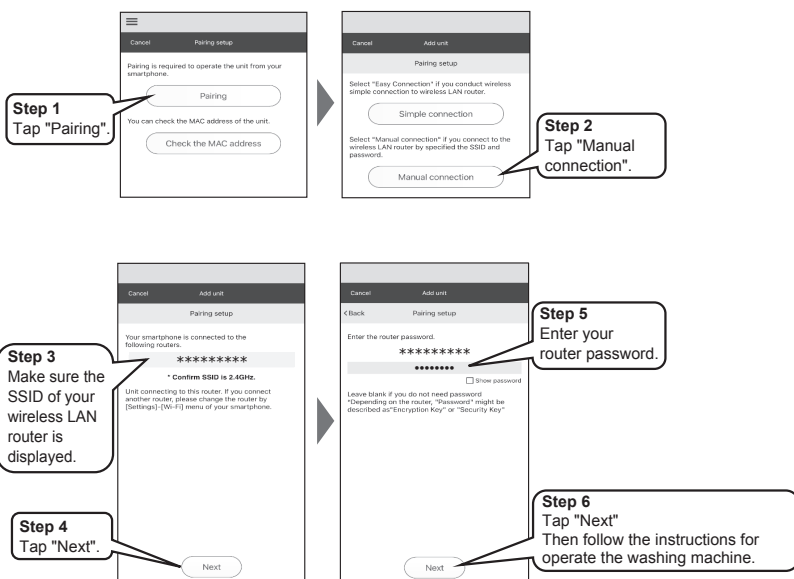 Cancel Pairing setup
Pairing is required to operate the unit from your
smartphone.
Pairing
You can check the MAC address of the unit.
Check the MAC address
Step 1
Tap "Pairing".
Cancel Add unit
Pairing setup
Select "Easy Connection" if you conduct wireless
simple connection to wireless LAN router.
Simple connection
Select "Manual connection" if you connect to the
wireless LAN router by specified the SSID and
password.
Manual connection
Step 2
Tap "Manual
connection".
Cancel Add unit
Pairing setup
Your smartphone is connected to the
following routers.
*********
* Confirm SSID is 2.4GHz.
Unit connecting to this router. If you connect
another router, please change the router by
[Settings]-[Wi-Fi] menu of your smartphone.
Next
Step 3
Make sure the
SSID of your
wireless LAN
router is
displayed.
Step 4
Tap "Next".
Cancel Add unit
<Back Pairing setup
Enter the router password.
*********
••••••••
Show password
Leave blank if you do not need password
*Depending on the router, "Password" might be
described as"Encryption Key" or "Security Key"
Next
Step 5
Enter your
router password.
Step 6
Tap "Next"
Then follow the instructions for
operate the washing machine.